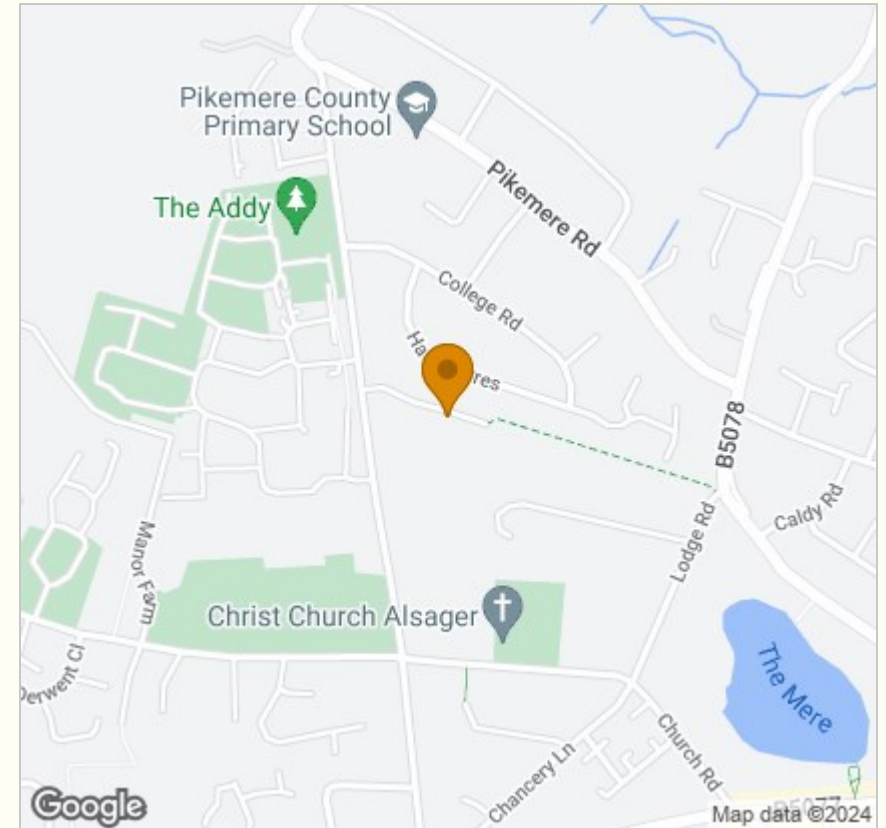 Pikemere County
Primary School
The Addy
Pikemere Rd
College Rd
B5078
Caldy Rd
Lodge Rd
Manor Farm
Christ Church Alsager
The Mere
Derwent Cl
Church Rd
Chancery Ln
B5077
Google
Map data ©2024